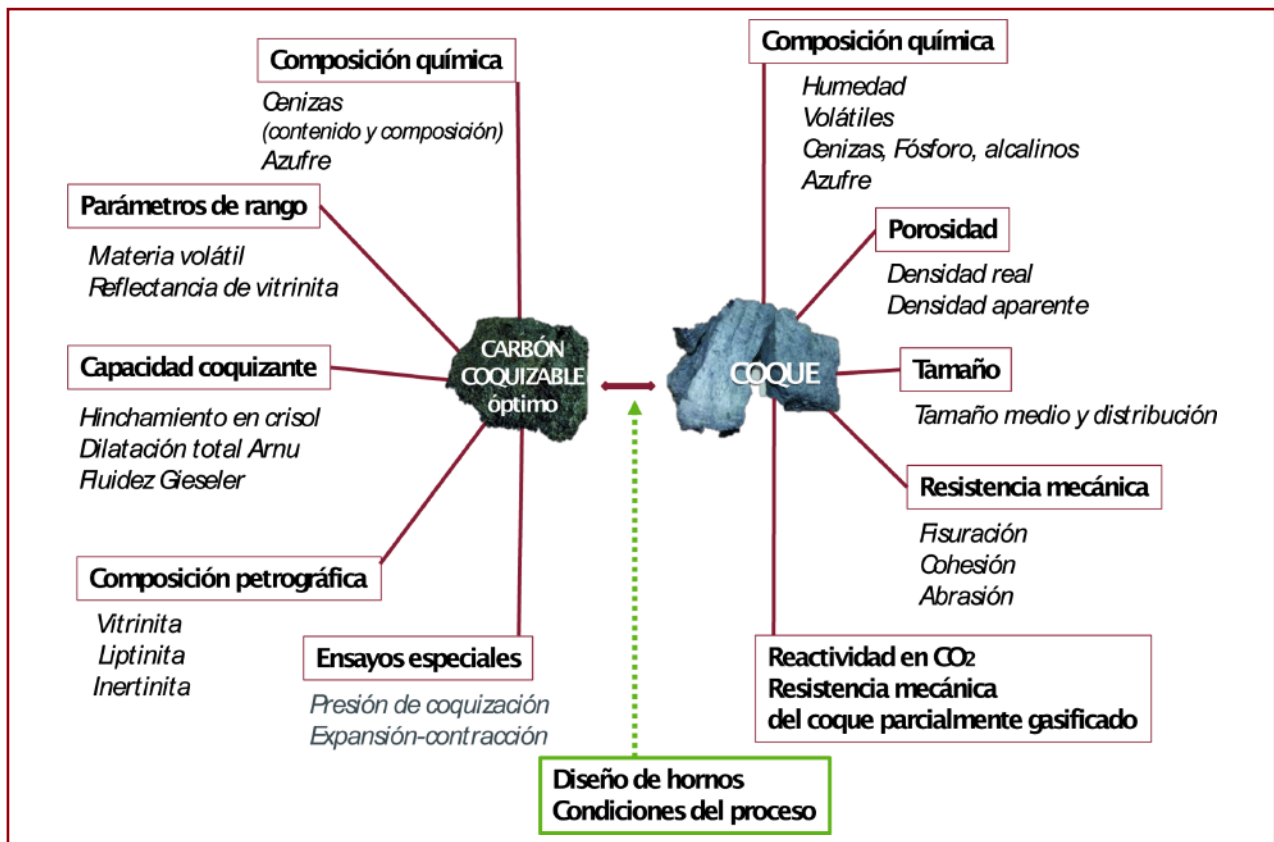 Composición química
Cenizas
(contenido y composición)
Azufre
Parámetros de rango
Materia volátil
Reflectancia de vitrinita
Capacidad coquizante
Hinchamiento en crisol
Dilatación total Arnu
Fluidez Gieseler
Composición petrográfica
Vitrinita
Liptinita
Inertinita
Ensayos especiales
Presión de coquización
Expansión-contracción
CARBÓN
COQUIZABLE
óptimo
COQUE
Composición química
Humedad
Volátiles
Cenizas, Fósforo, alcalinos
Azufre
Porosidad
Densidad real
Densidad aparente
Tamaño
Tamaño medio y distribución
Resistencia mecánica
Fisuración
Cohesión
Abrasión
Reactividad en CO2
Resistencia mecánica
del coque parcialmente gasificado
Diseño de hornos
Condiciones del proceso